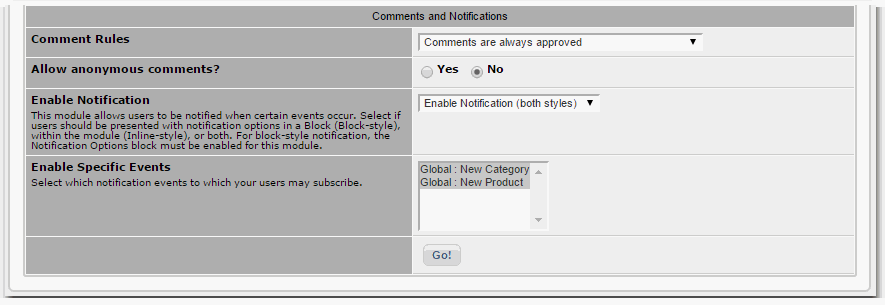 Comments and Notifications
Comment Rules
Comments are always approved
Allow anonymous comments?
Yes No
Enable Notification
This module allows users to be notified when certain events occur. Select if
users should be presented with notification options in a Block (Block-style),
within the module (Inline-style), or both. For block-style notification, the
Notification Options block must be enabled for this module.
Enable Notification (both styles)
Enable Specific Events
Select which notification events to which your users may subscribe.
Global : New Category
Global : New Product
Go!